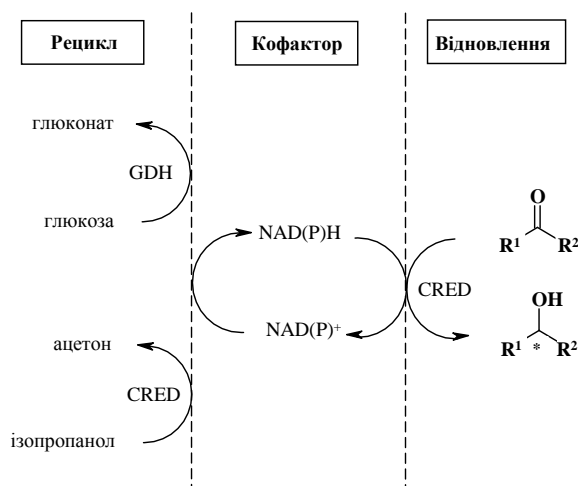 Рецикл
Кофактор
Відновлення
глюконат
GDH
глюкоза
ацетон
CRED
ізопропанол
NAD(P)H
NAD(P)+
CRED
O
R1 R2
OH
R1 * R2